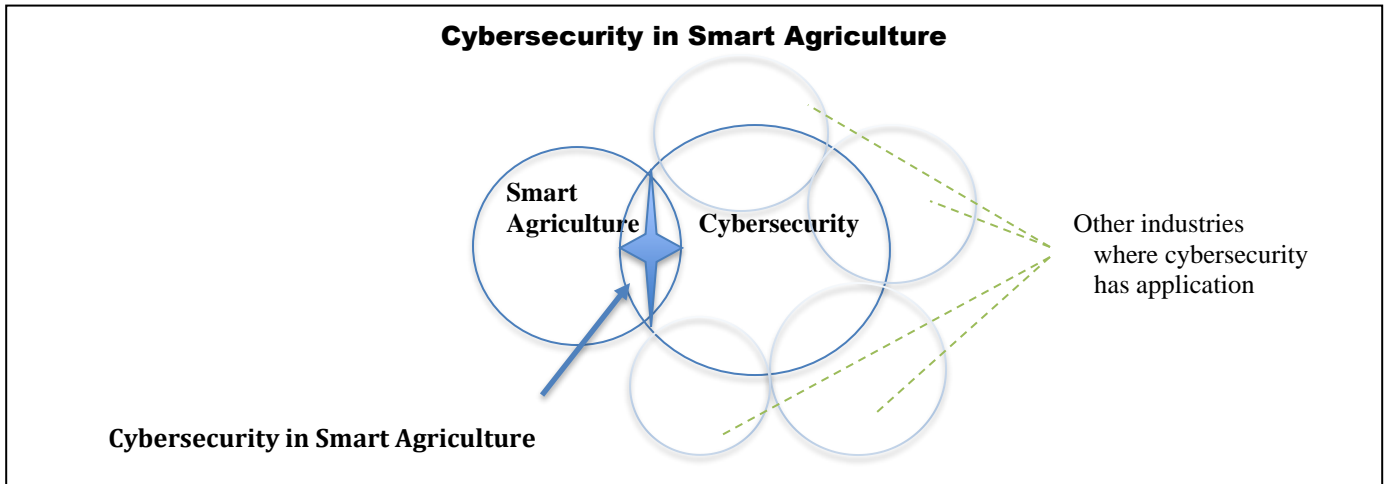 Cybersecurity in Smart Agriculture
Smart
Agriculture
Cybersecurity
Other industries
where cybersecurity
has application
Cybersecurity in Smart Agriculture